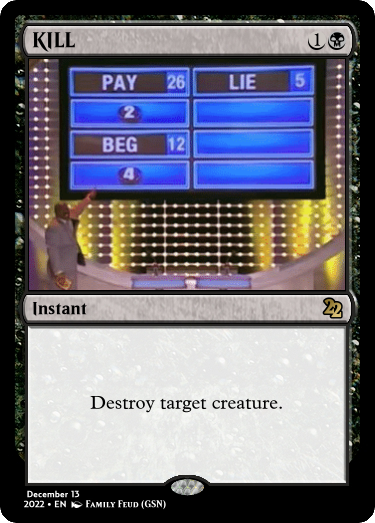 KILL 1
PAY 26 LIE 5
2
BEG 12
4
Instant 22
Destroy target creature.
December 13
2022 • EN FAMILY FEUD (GSN)